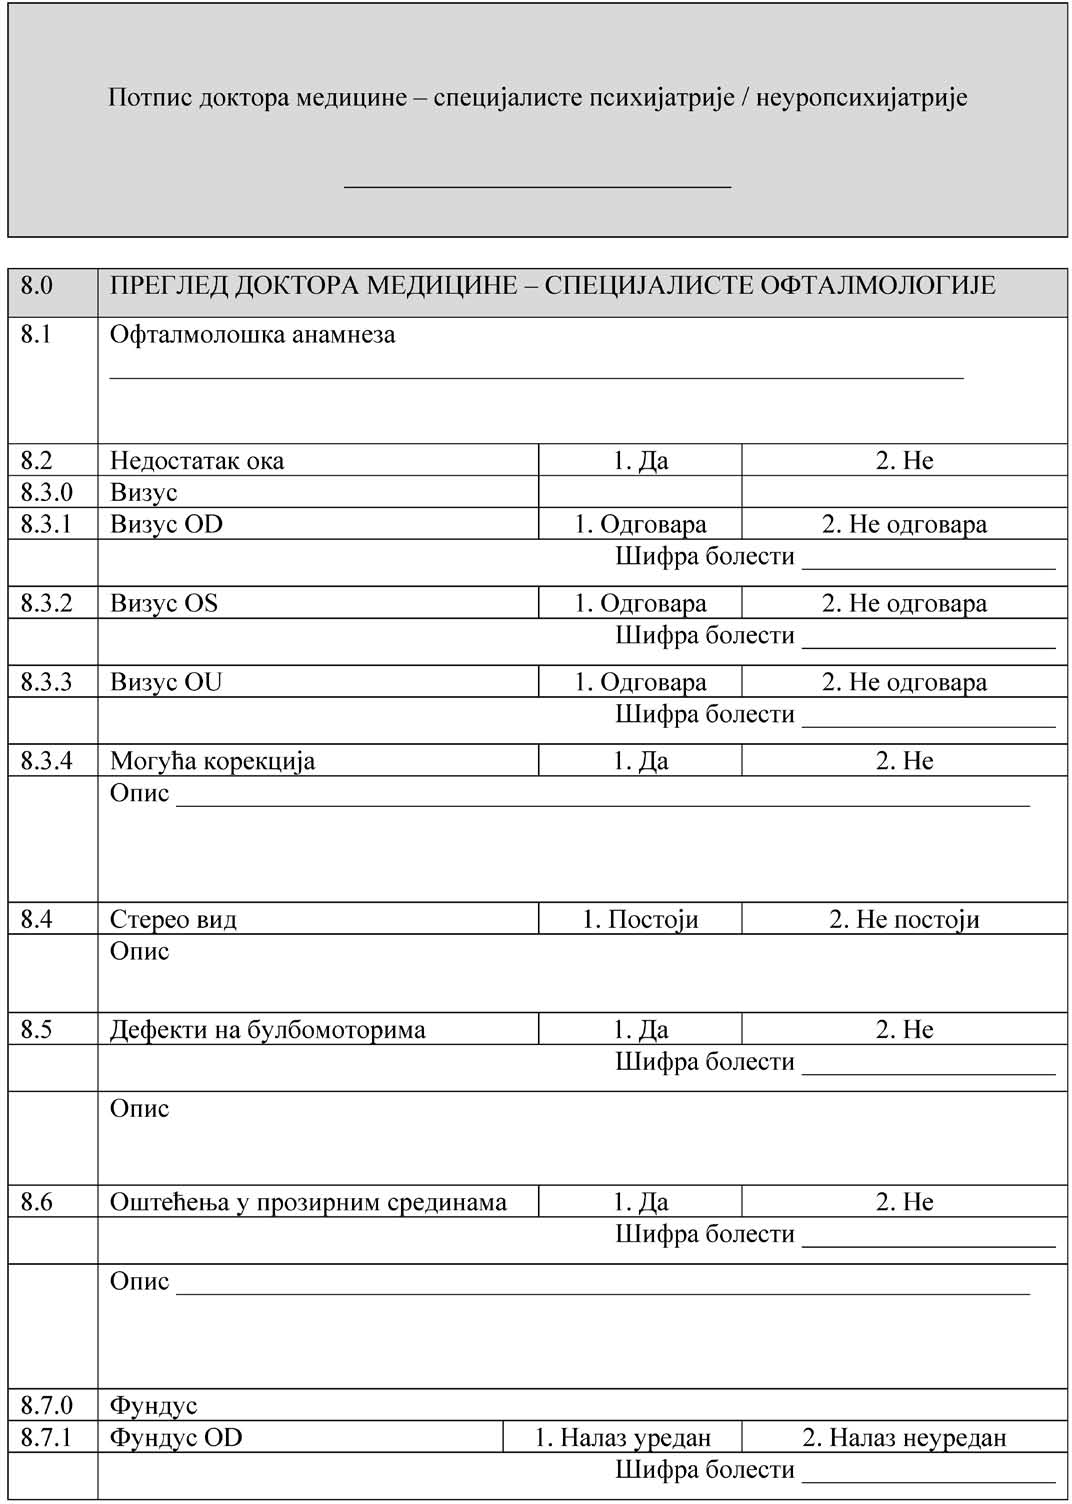 Потпис доктора медицине – специјалисте психијатрије / неуропсихијатрије
8.0 ПРЕГЛЕД ДОКТОРА МЕДИЦИНЕ – СПЕЦИЈАЛИСТЕ ОФТАЛМОЛОГИЈЕ
8.1 Офталмолошка анамнеза
8.2 Недостатак ока 1. Да 2. Не
8.3.0 Визус
8.3.1 Визус OD 1. Одговара 2. Не одговара
Шифра болести
8.3.2 Визус OS 1. Одговара 2. Не одговара
Шифра болести
8.3.3 Визус OU 1. Одговара 2. Не одговара
Шифра болести
8.3.4 Могућа корекција 1. Да 2. Не
Опис
8.4 Стерео вид 1. Постоји 2. Не постоји
Опис
8.5 Дефекти на булбомоторима 1. Да 2. Не
Шифра болести
Опис
8.6 Оштећења у прозирним срединама 1. Да 2. Не
Шифра болести
Опис
8.7.0 Фундус
8.7.1 Фундус OD 1. Налаз уредан 2. Налаз неуредан
Шифра болести